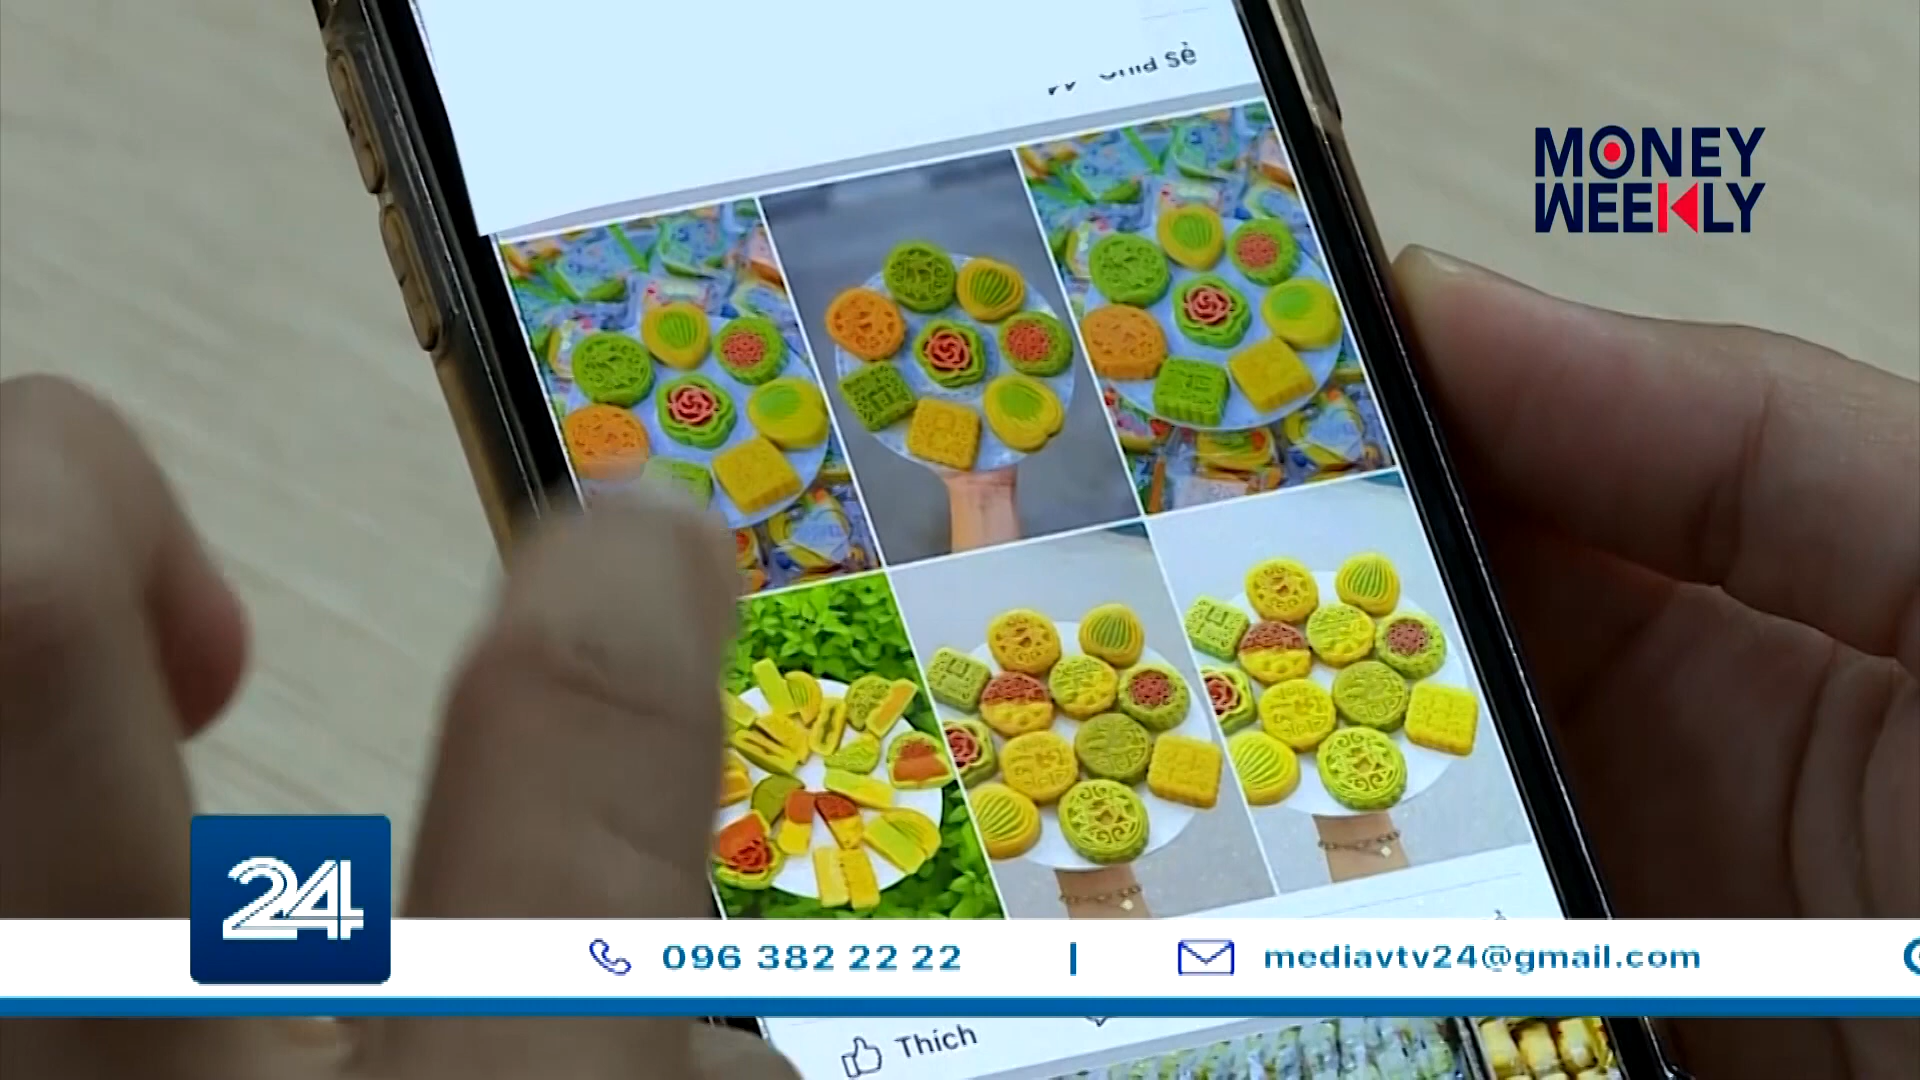 Chia sẻ
MONEY
WEEKLY
24
096 382 22 22 | mediavtv24@gmail.com
Thích